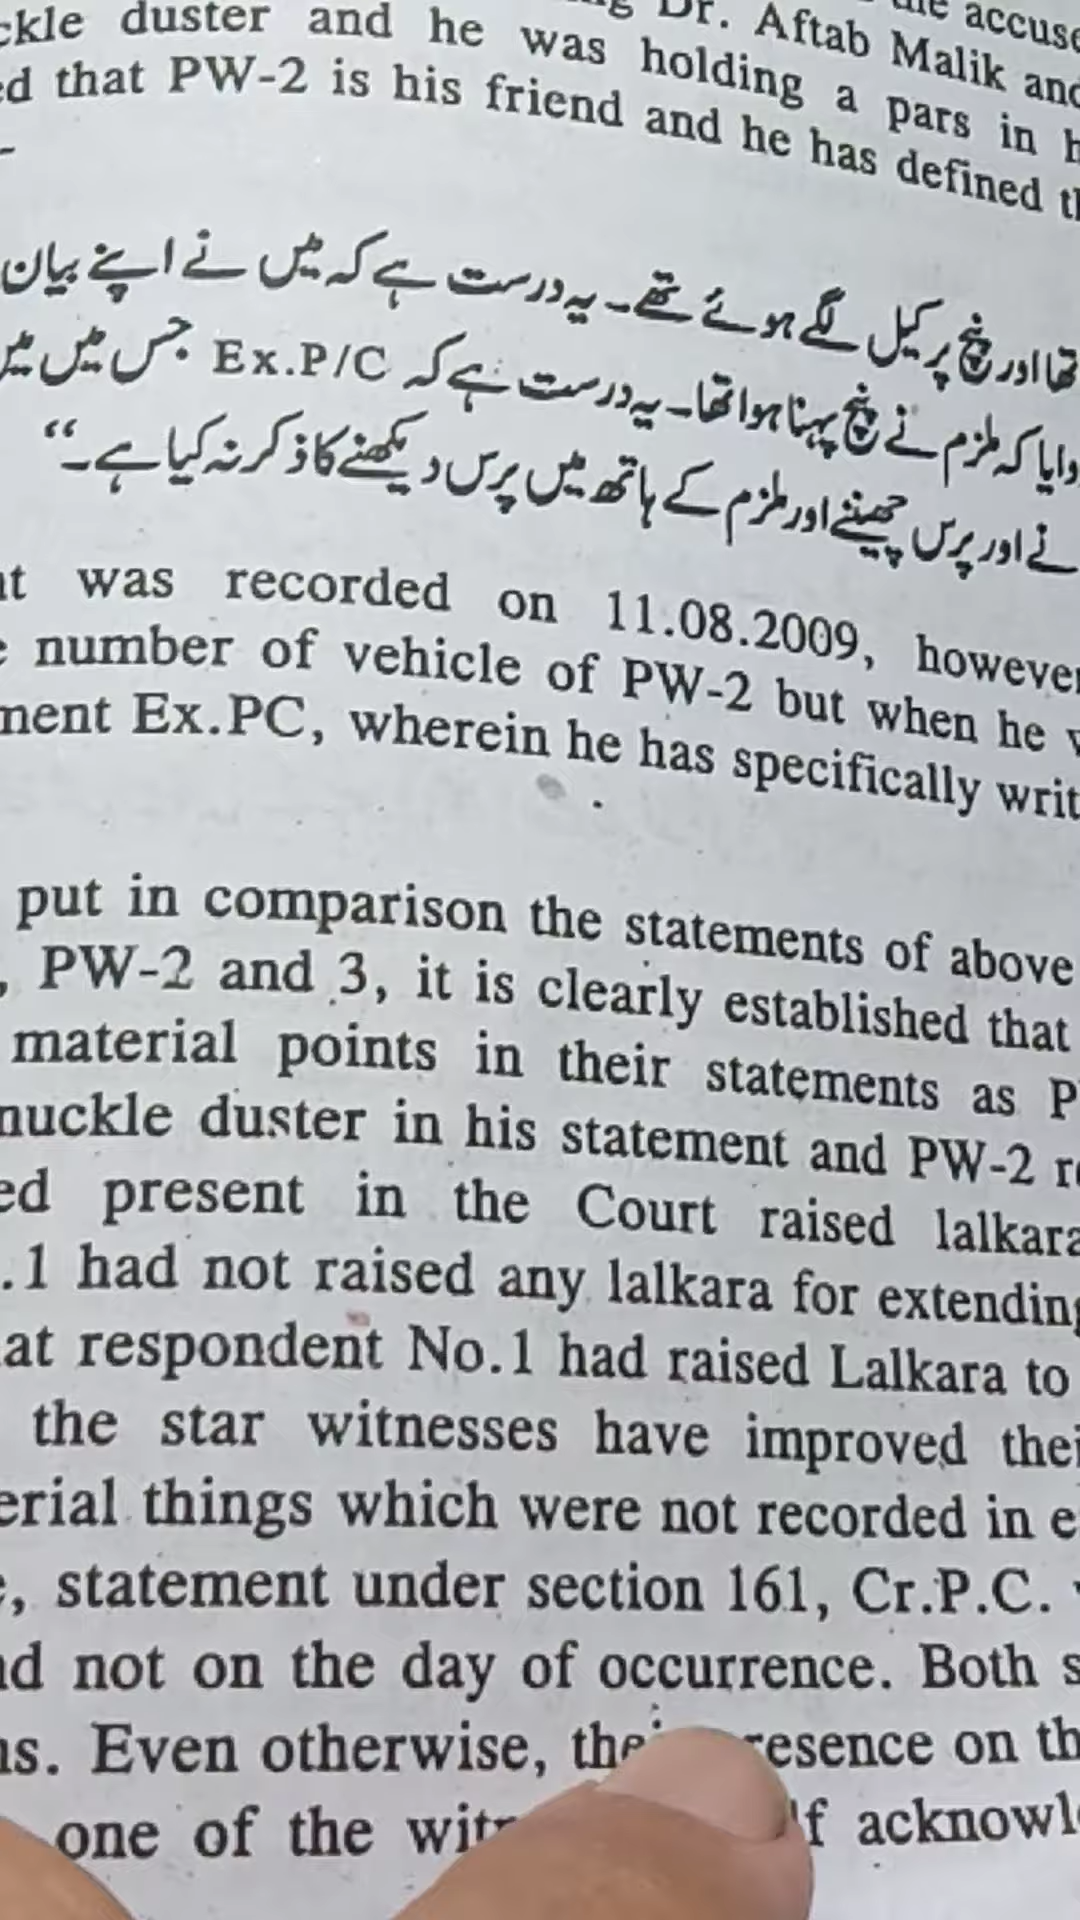 the accuse
Dr. Aftab Malik and
duster and he was holding a pars in h
that PW-2 is his friend and he has defined th
تھا اور پنچ پر کیل لگے ہوئے تھے۔ یہ درست ہے کہ میں نے اپنے بیان
وایا کہ ملزم نے پنچ پہنا ہوا تھا۔ یہ درست ہے کہ Ex.P/C جس میں میں
نے اور پرس چھیننے اور ملزم کے ہاتھ میں پرس دیکھنے کا ذکر نہ کیا ہے۔“
was recorded on 11.08.2009, however
number of vehicle of PW-2 but when he
ment Ex.PC, wherein he has specifically writ
put in comparison the statements of above
, PW-2 and 3, it is clearly established that
material points in their statements as P
nuckle duster in his statement and PW-2 re
ed present in the Court raised lalkara
.1 had not raised any lalkara for extending
at respondent No.1 had raised Lalkara to
the star witnesses have improved thei
erial things which were not recorded in e
, statement under section 161, Cr.P.C.
nd not on the day of occurrence. Both s
ns. Even otherwise, resence on th
one of the wit f acknowl